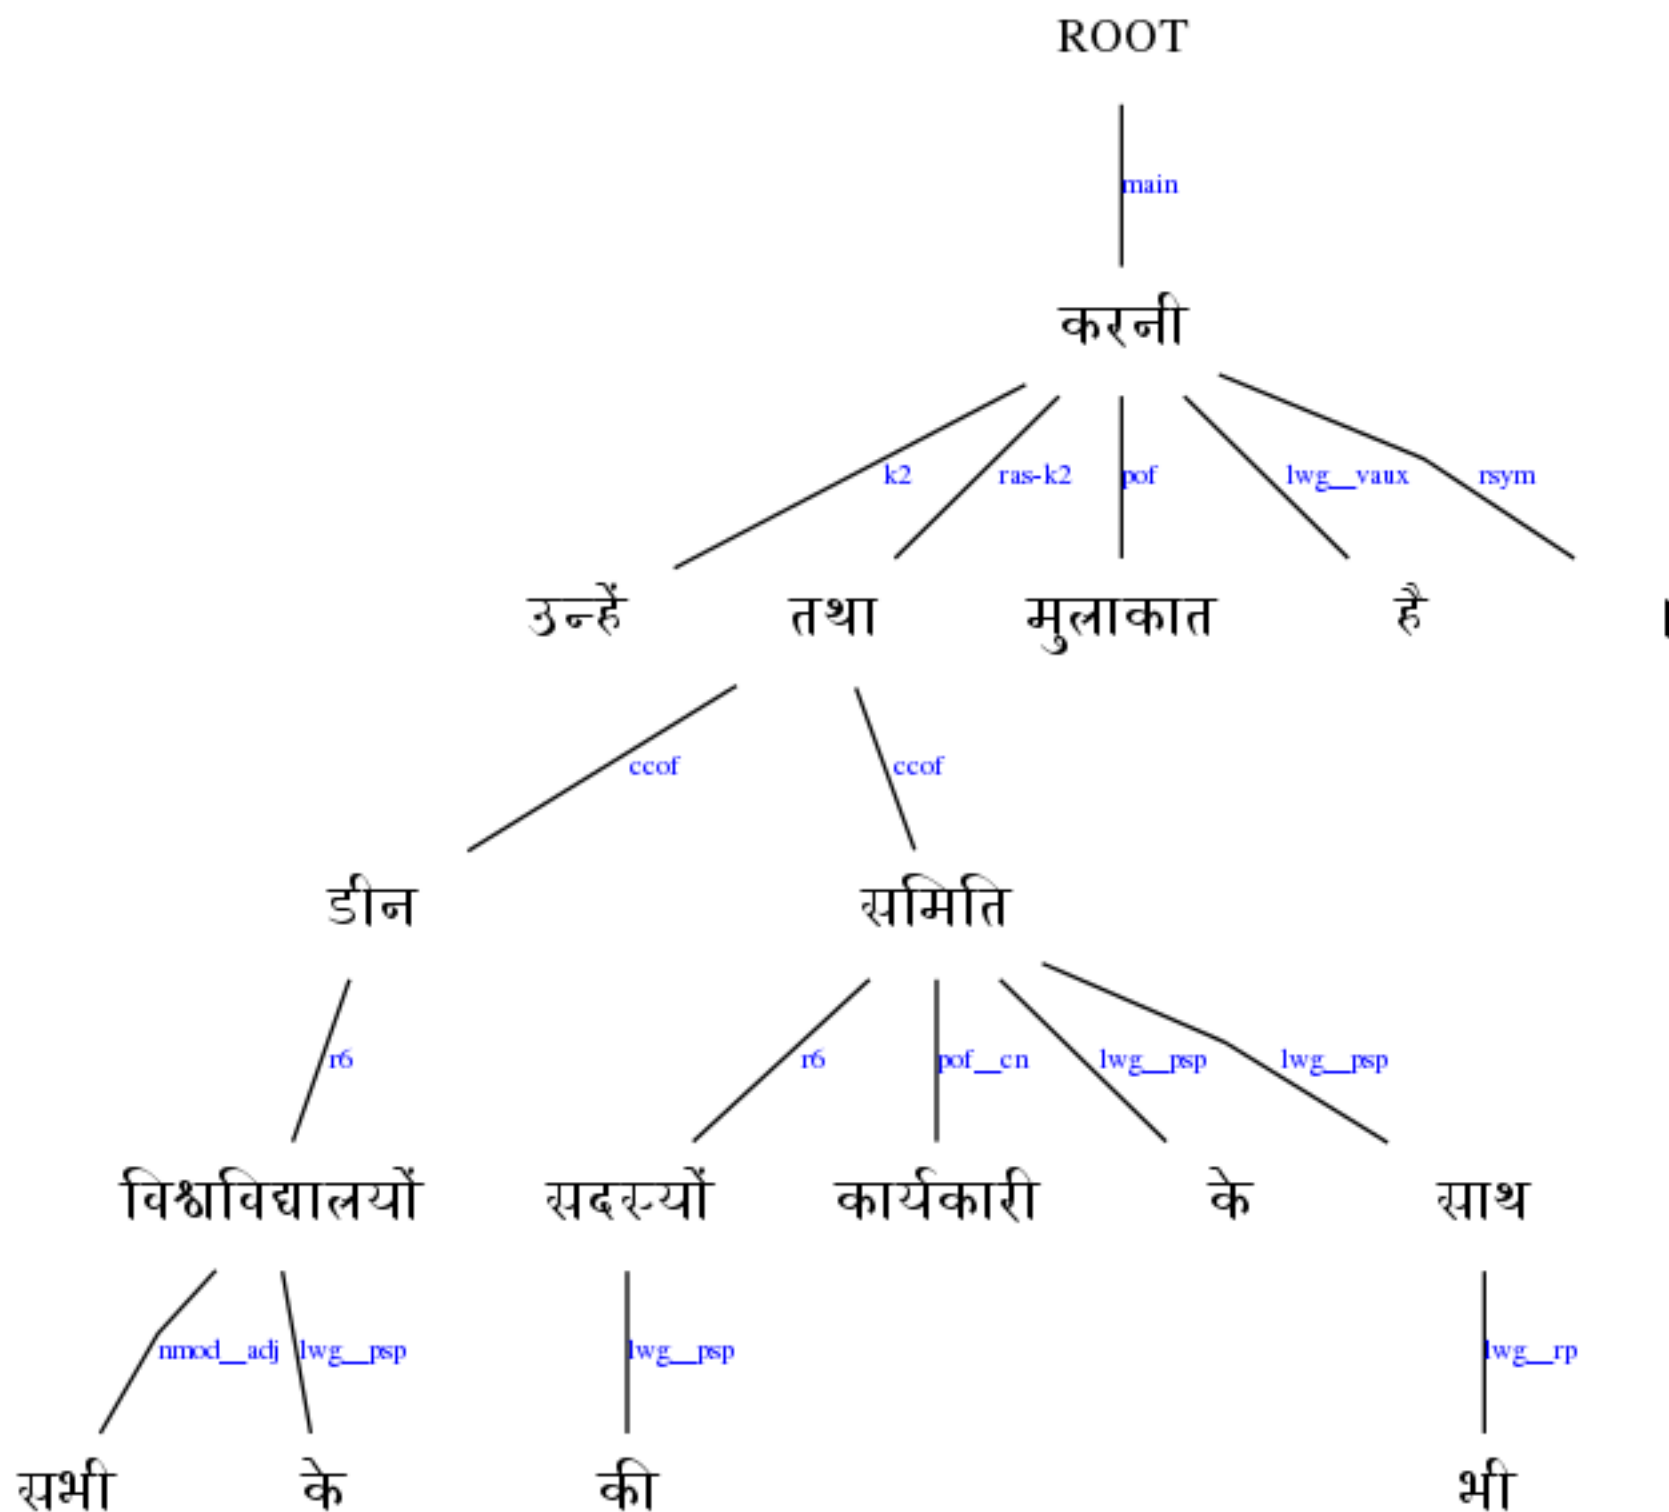 ROOT
main
करनी
k2 ras-k2 pof lwg__vaux rsym
उन्हें तथा मुलाकात है ।
ccof ccof
डीन समिति
r6 r6 pof__cn lwg__psp lwg__psp
विश्वविद्यालयों सदस्यों कार्यकारी के साथ
nmod__adj lwg__psp lwg__psp lwg__rp
सभी के की भी